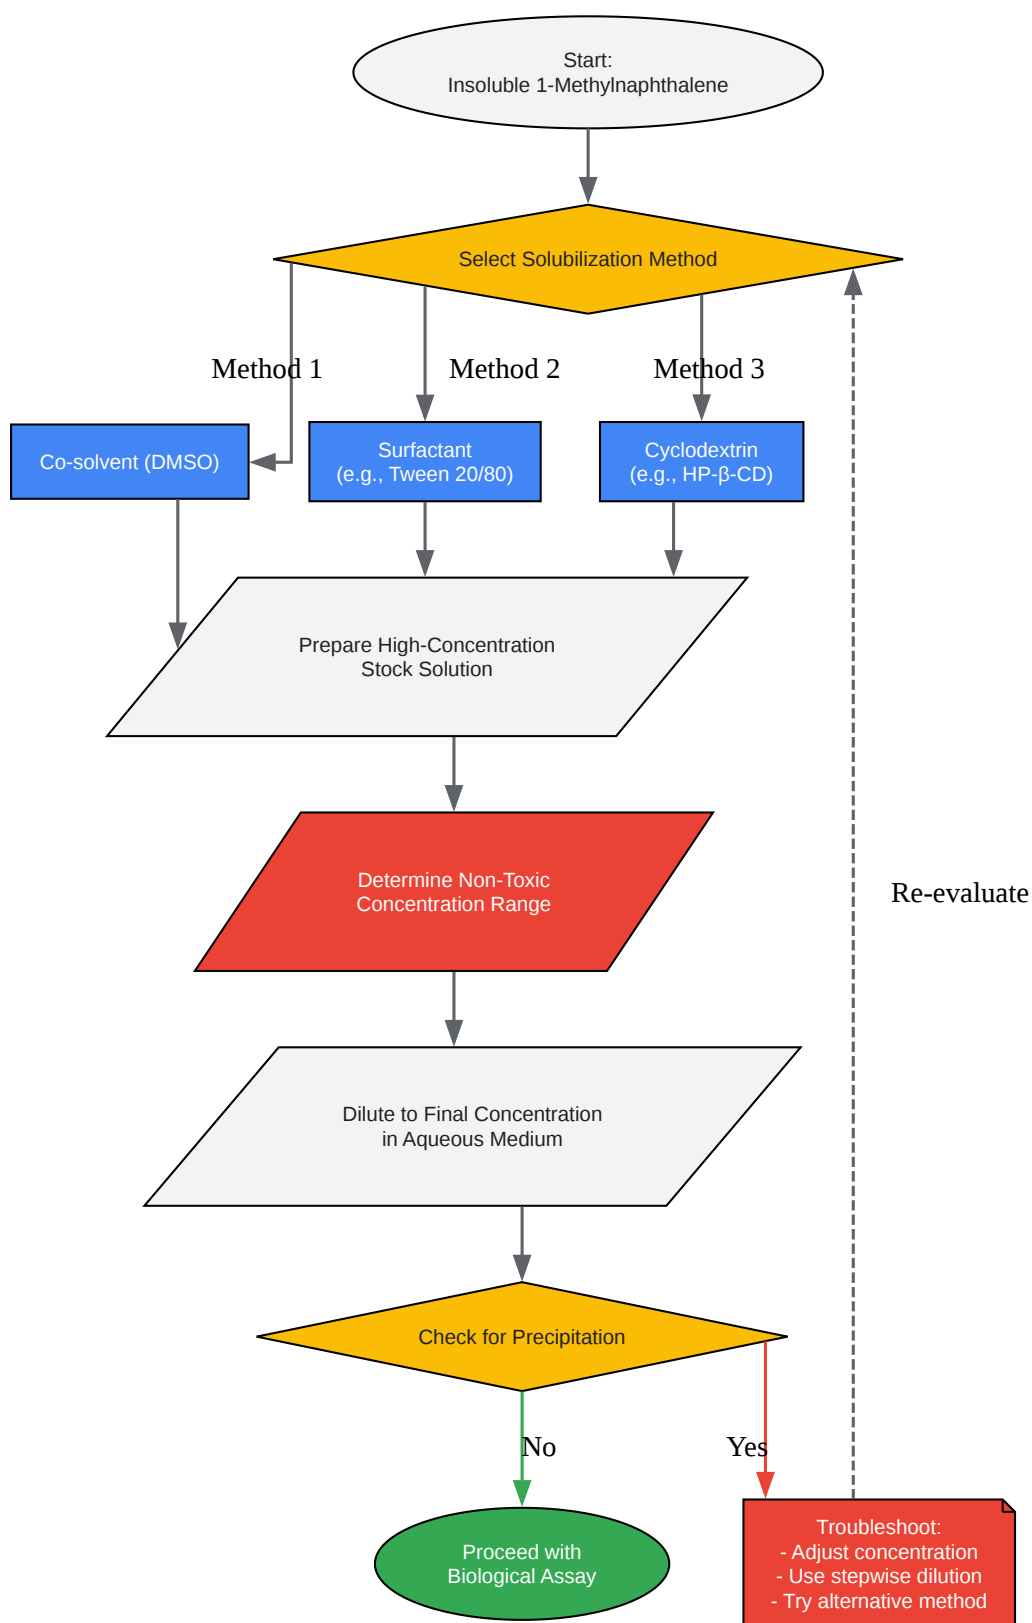 Start:
Insoluble 1-Methylnaphthalene
Select Solubilization Method
Method 1
Method 2
Method 3
Co-solvent (DMSO)
Surfactant
(e.g., Tween 20/80)
Cyclodextrin
(e.g., HP-β-CD)
Prepare High-Concentration
Stock Solution
Determine Non-Toxic
Concentration Range
Re-evaluate
Dilute to Final Concentration
in Aqueous Medium
Check for Precipitation
No
Yes
Proceed with
Biological Assay
Troubleshoot:
- Adjust concentration
- Use stepwise dilution
- Try alternative method